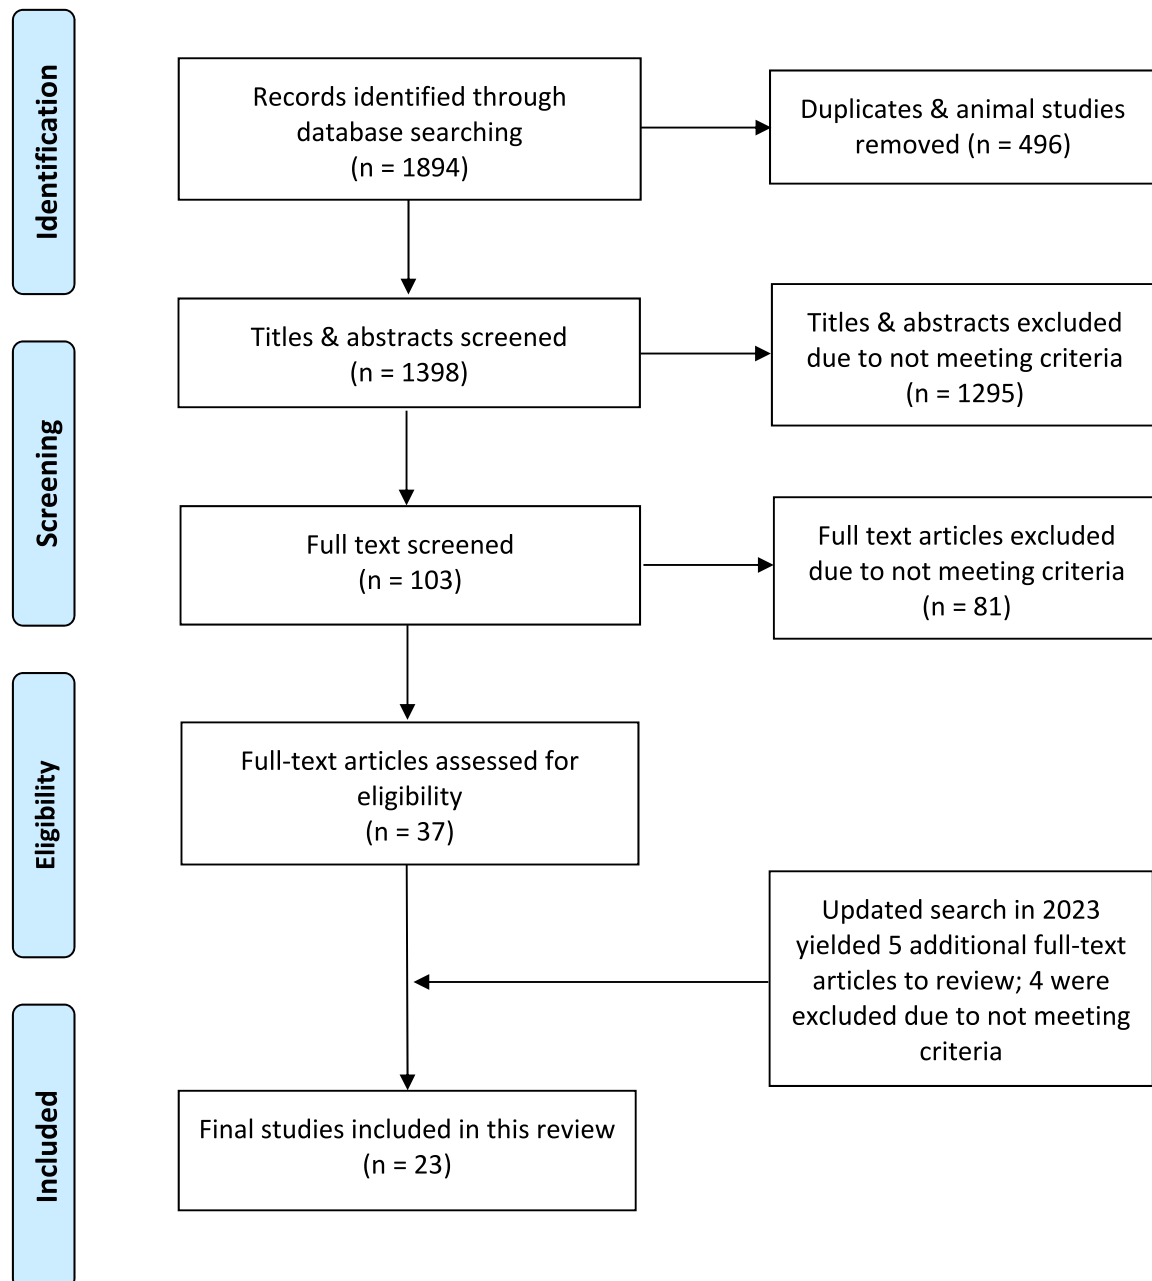 Identification
Records identified through
database searching
(n = 1894)
Duplicates & animal studies
removed (n = 496)
Screening
Titles & abstracts screened
(n = 1398)
Titles & abstracts excluded
due to not meeting criteria
(n = 1295)
Full text screened
(n = 103)
Full text articles excluded
due to not meeting criteria
(n = 81)
Eligibility
Full-text articles assessed for
eligibility
(n = 37)
Updated search in 2023
yielded 5 additional full-text
articles to review; 4 were
excluded due to not meeting
criteria
Included
Final studies included in this review
(n = 23)